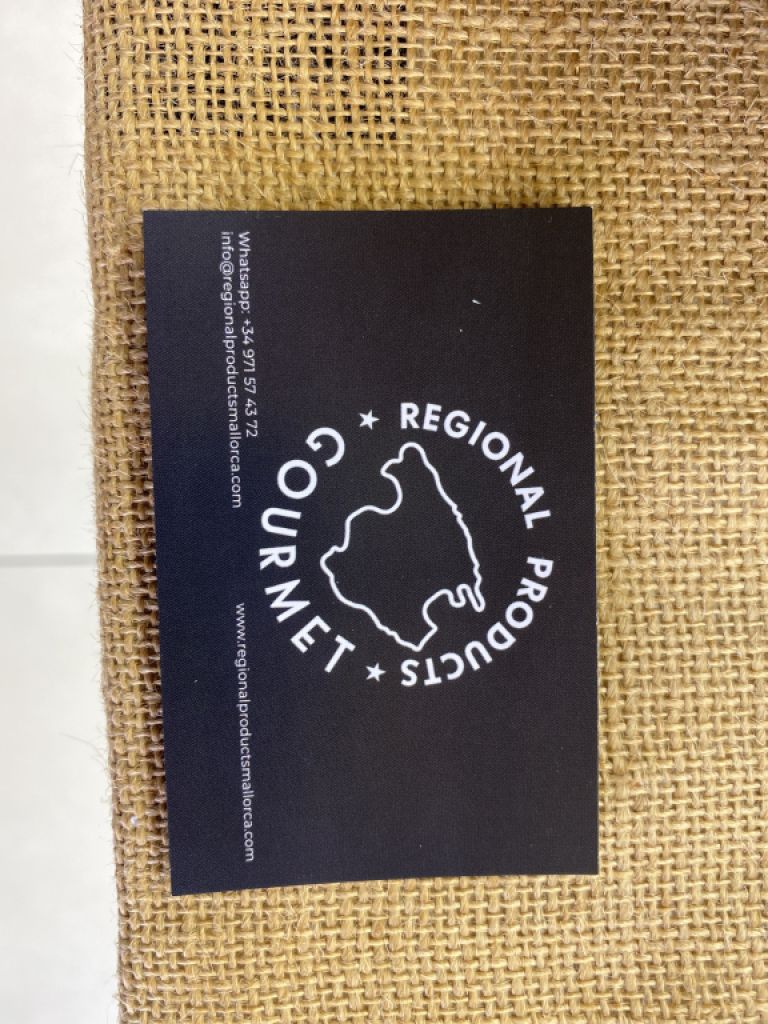 ★ REGIONAL PRODUCTS ★
GOURMET
Whatsapp: +34 971 57 43 72
info@regionalproductsmallorca.com
www.regionalproductsmallorca.com